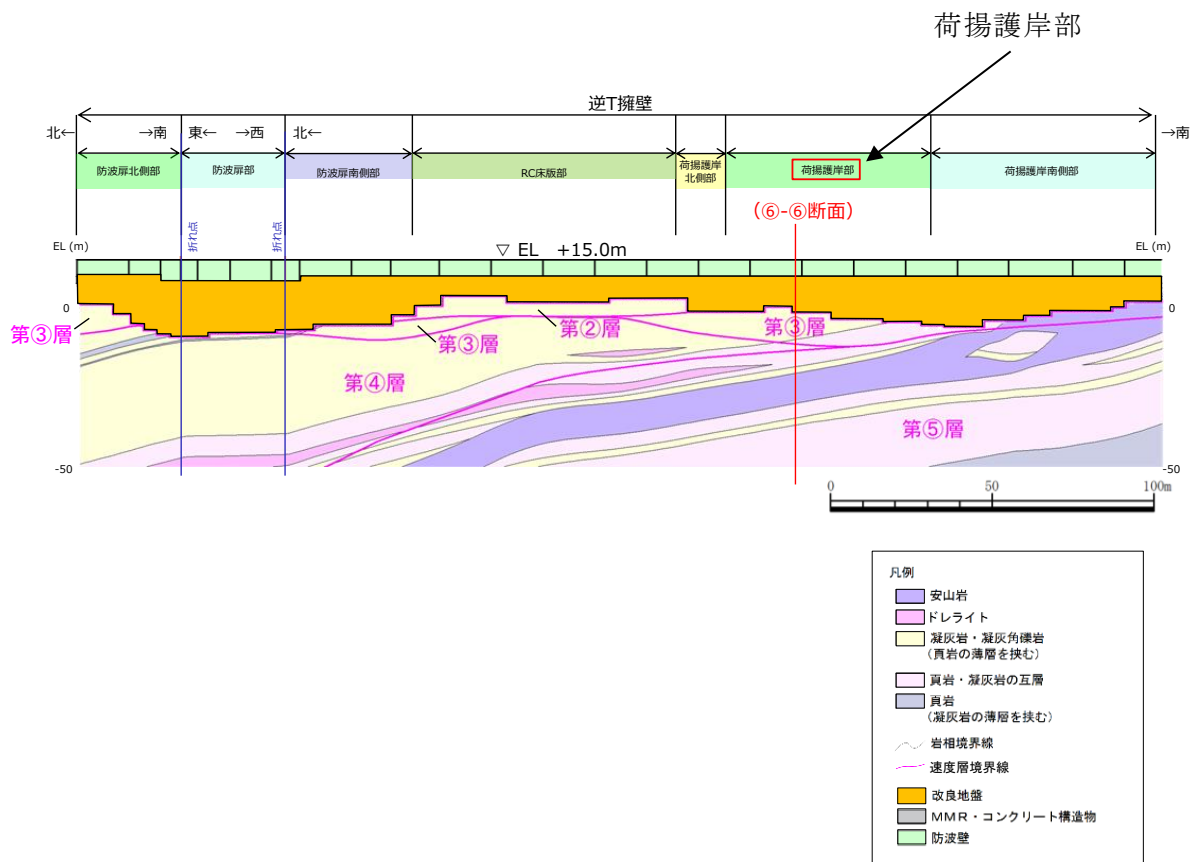 荷揚護岸部
逆T擁壁
北←
→南
東←
→西
北←
→南
防波扉北側部
防波扉部
防波扉南側部
RC床版部
荷揚護岸
北側部
荷揚護岸部
荷揚護岸南側部
(⑥-⑥断面)
折れ点
折れ点
EL (m)
▽ EL +15.0m
EL (m)
0
0
第③層
第③層
第②層
第③層
第④層
第⑤層
-50
-50
0
50
100m
凡例
安山岩
ドレライト
凝灰岩・凝灰角礫岩
(頁岩の薄層を挟む)
頁岩・凝灰岩の互層
頁岩
(凝灰岩の薄層を挟む)
岩相境界線
速度層境界線
改良地盤
MMR・コンクリート構造物
防波壁